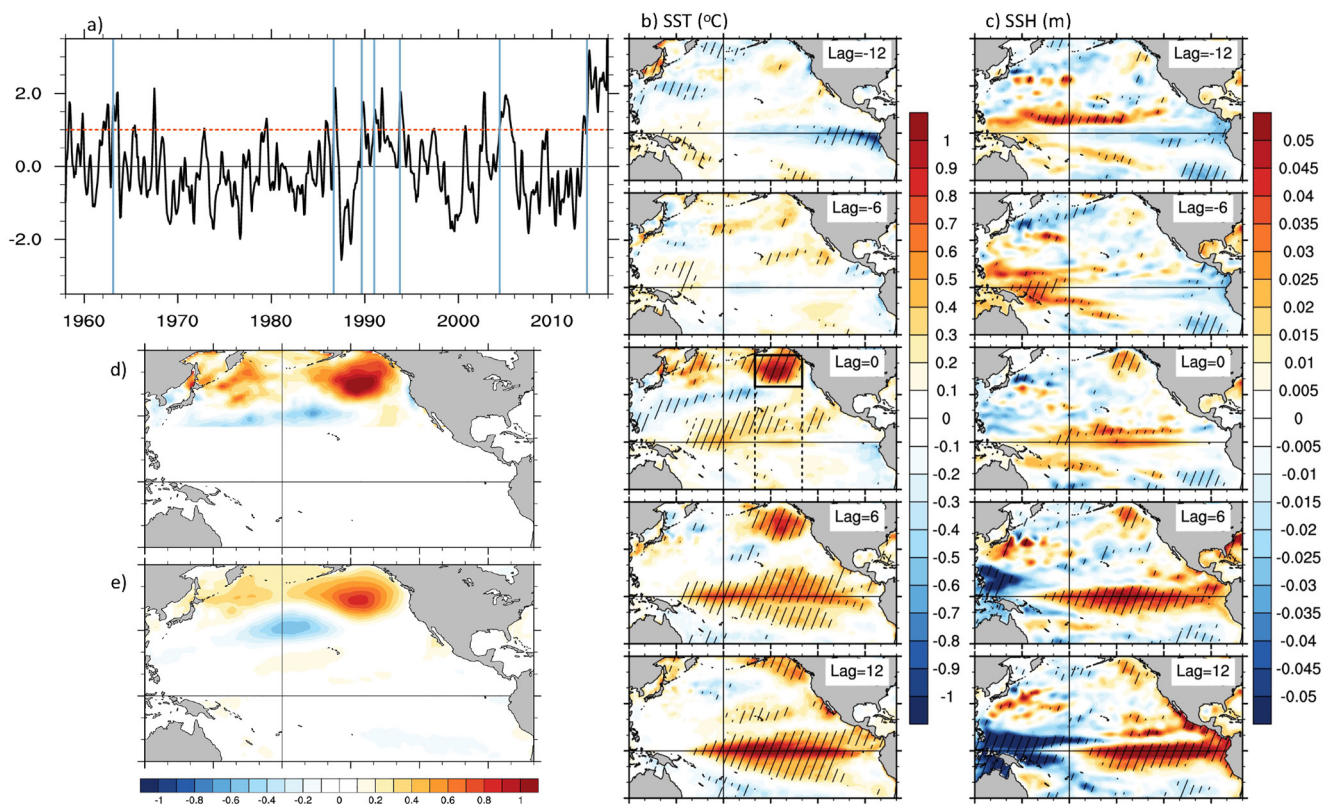 a)
2.0
0.0
-2.0
1960 1970 1980 1990 2000 2010
d)
e)
-1 -0.8 -0.6 -0.4 -0.2 0 0.2 0.4 0.6 0.8 1
b) SST (°C)
Lag=-12
Lag=-6
Lag=0
Lag=6
Lag=12
1
0.9
0.8
0.7
0.6
0.5
0.4
0.3
0.2
0.1
0
-0.1
-0.2
-0.3
-0.4
-0.5
-0.6
-0.7
-0.8
-0.9
-1
c) SSH (m)
Lag=-12
Lag=-6
Lag=0
Lag=6
Lag=12
0.05
0.045
0.04
0.035
0.03
0.025
0.02
0.015
0.01
0.005
0
-0.005
-0.01
-0.015
-0.02
-0.025
-0.03
-0.035
-0.04
-0.045
-0.05